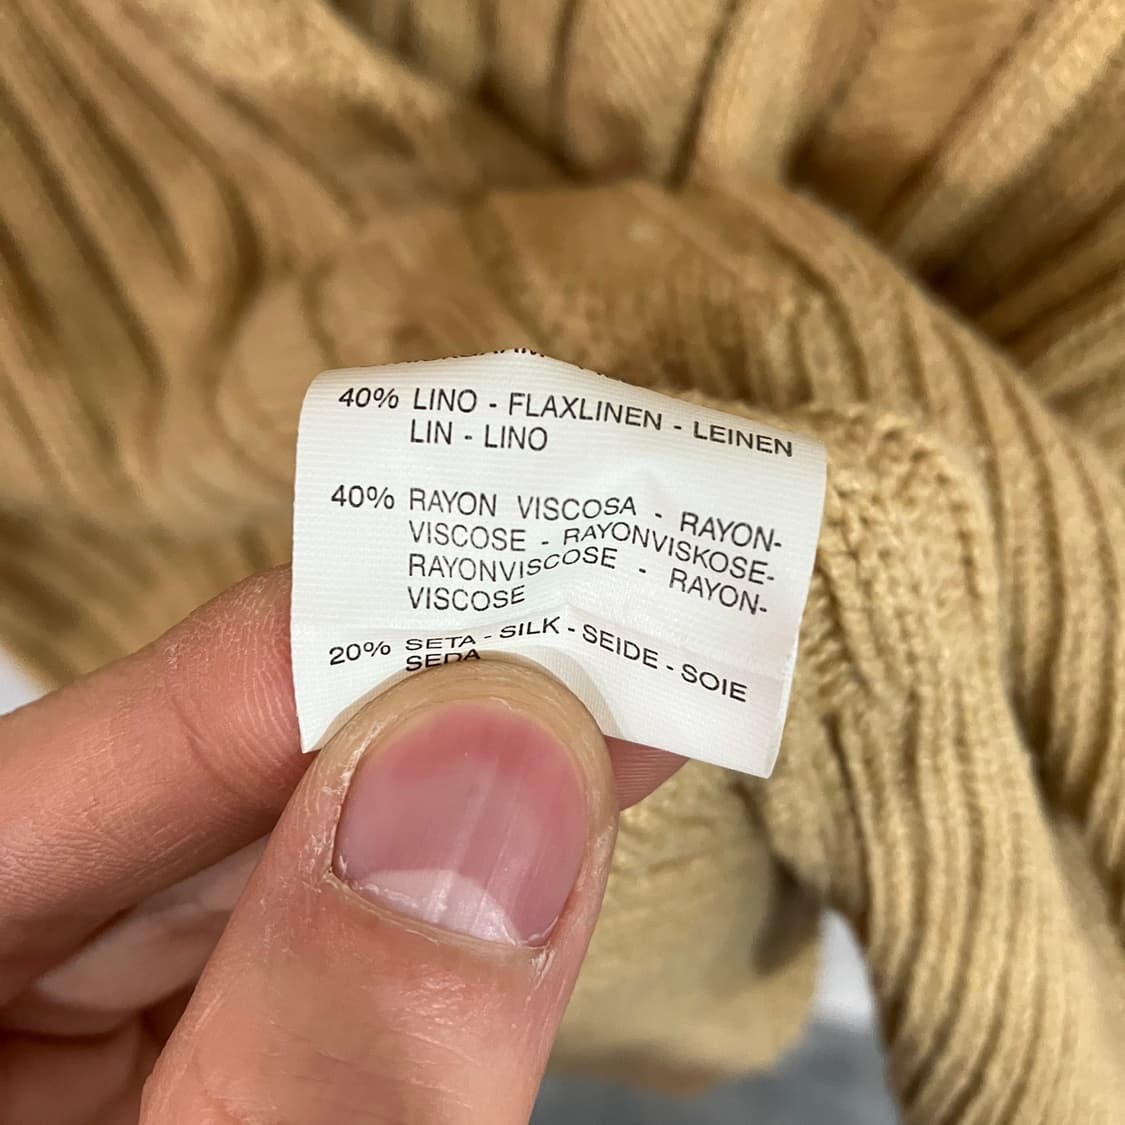 40% LINO - FLAXLINEN - LEINEN
LIN - LINO
40% RAYON VISCOSA - RAYON-
VISCOSE - RAYONVISKOSE-
RAYONVISCOSE - RAYON-
VISCOSE
20% SETA - SILK - SEIDE - SOIE
SEDA